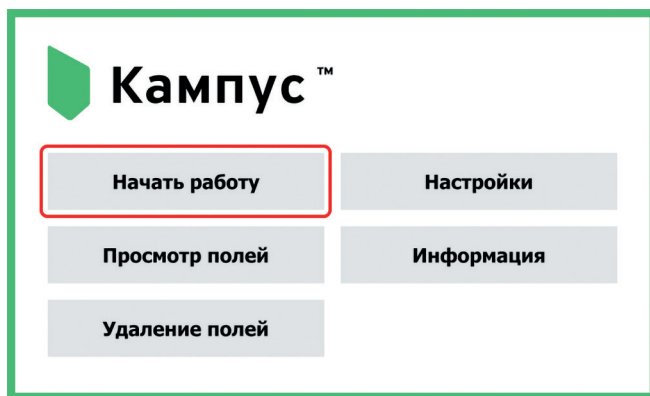 Кампус™
Начать работу
Настройки
Просмотр полей
Информация
Удаление полей